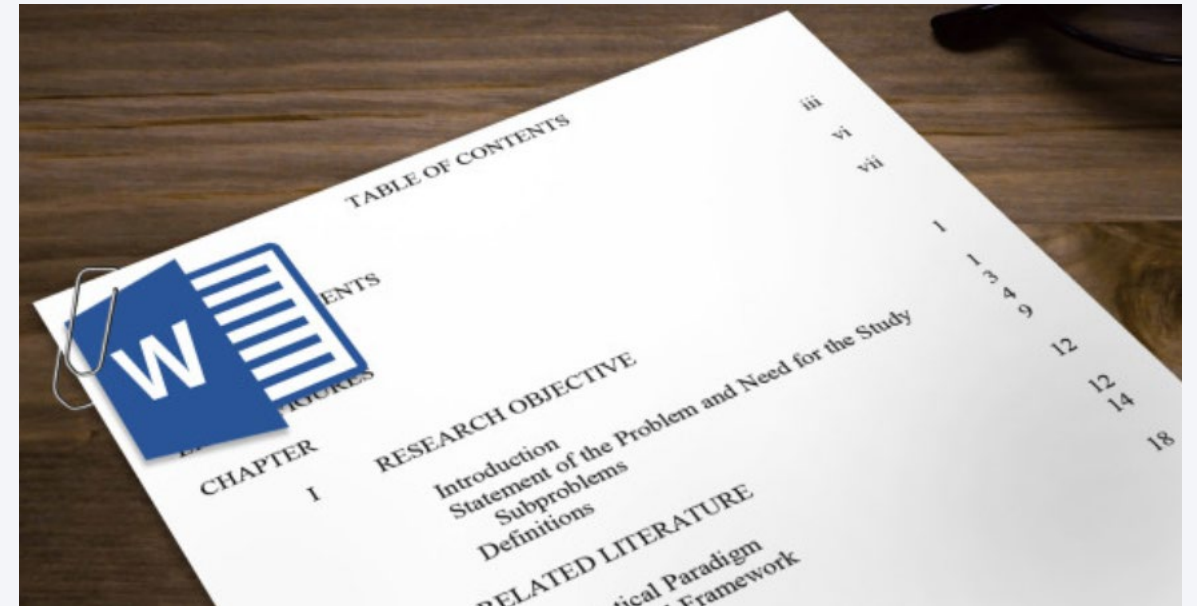 TABLE OF CONTENTS
iii
vi
vii
W
CHAPTER
I RESEARCH OBJECTIVE 1
Introduction 1
Statement of the Problem and Need for the Study 3
Subproblems 4
Definitions 9
RELATED LITERATURE 12
Paradigm 12
Framework 14
18